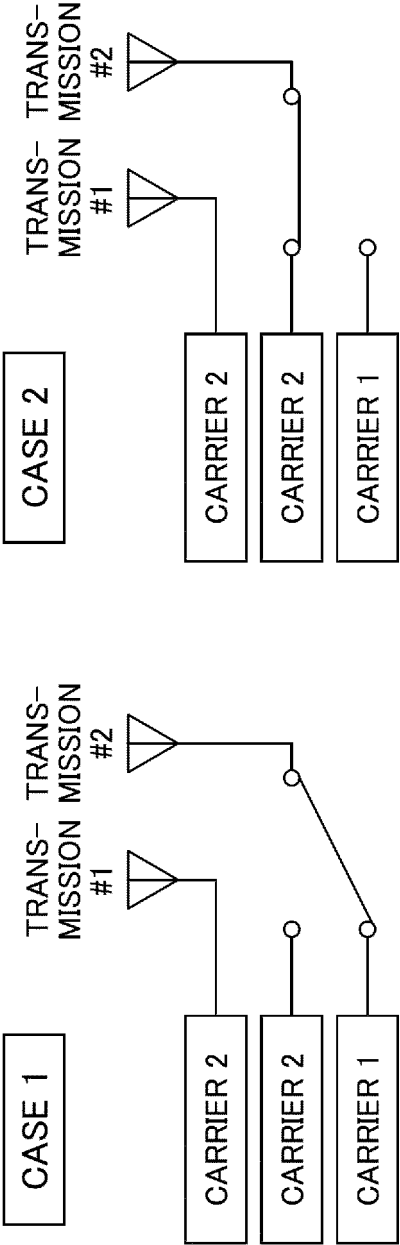 CASE 1
TRANS-
MISSION
#1
TRANS-
MISSION
#2
CARRIER 2
CARRIER 2
CARRIER 1
CASE 2
TRANS-
MISSION
#1
TRANS-
MISSION
#2
CARRIER 2
CARRIER 2
CARRIER 1